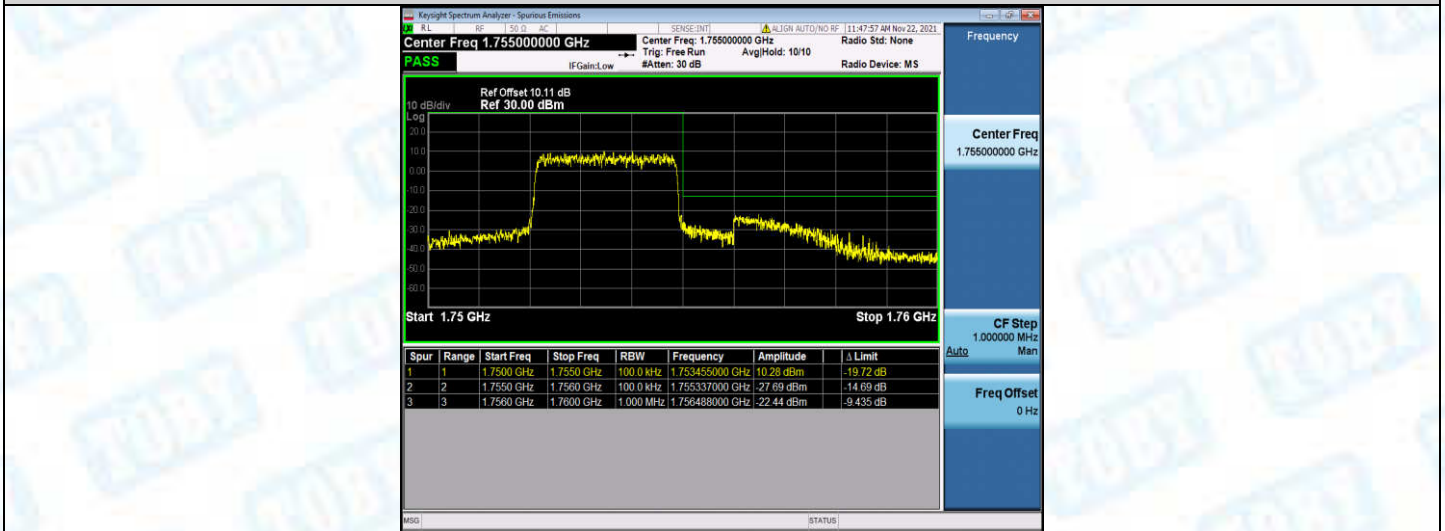 Keysight Spectrum Analyzer - Spurious Emissions
RL RF 50 Ω AC SENSE:INT ALIGN AUTO/NO RF 11:47:57 AM Nov 22, 2021
Center Freq 1.755000000 GHz
Center Freq: 1.755000000 GHz Radio Std: None
Trig: Free Run Avg|Hold: 10/10
PASS IFGain:Low #Atten: 30 dB Radio Device: MS
Frequency
Ref Offset 10.11 dB
10 dB/div Ref 30.00 dBm
Log
20.0
10.0
0.00
-10.0
-20.0
-30.0
-40.0
-50.0
-60.0
Start 1.75 GHz Stop 1.76 GHz
Center Freq
1.755000000 GHz
CF Step
1.000000 MHz
Auto Man
Freq Offset
0 Hz
Spur Range Start Freq Stop Freq RBW Frequency Amplitude Δ Limit
1 1 1.7500 GHz 1.7550 GHz 100.0 kHz 1.753455000 GHz 10.28 dBm -19.72 dB
2 2 1.7550 GHz 1.7560 GHz 100.0 kHz 1.755337000 GHz -27.69 dBm -14.69 dB
3 3 1.7560 GHz 1.7600 GHz 1.000 MHz 1.756488000 GHz -22.44 dBm -9.435 dB
MSG STATUS